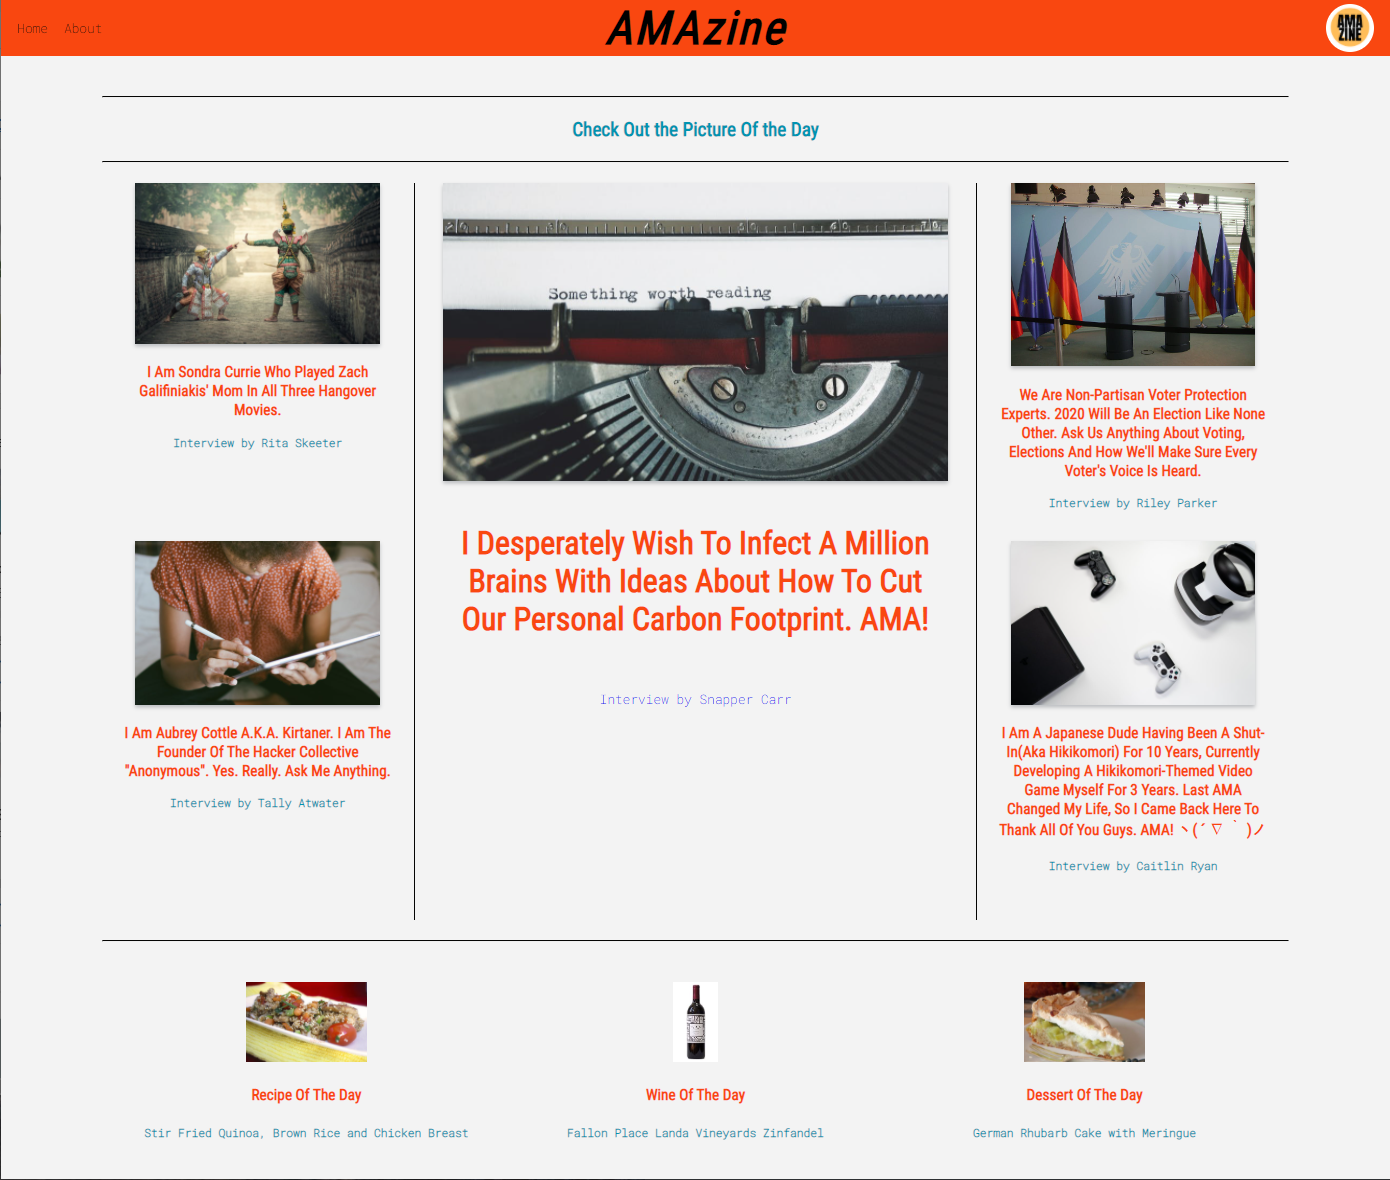 Home About
AMAzine
AMA
ZINE
Check Out the Picture Of the Day
I Am Sondra Currie Who Played Zach
Galifiniakis' Mom In All Three Hangover
Movies.
Interview by Rita Skeeter
I Am Aubrey Cottle A.K.A. Kirtaner. I Am The
Founder Of The Hacker Collective
"Anonymous". Yes. Really. Ask Me Anything.
Interview by Tally Atwater
Something worth reading
I Desperately Wish To Infect A Million
Brains With Ideas About How To Cut
Our Personal Carbon Footprint. AMA!
Interview by Snapper Carr
We Are Non-Partisan Voter Protection
Experts. 2020 Will Be An Election Like None
Other. Ask Us Anything About Voting,
Elections And How We'll Make Sure Every
Voter's Voice Is Heard.
Interview by Riley Parker
I Am A Japanese Dude Having Been A Shut-
In(Aka Hikikomori) For 10 Years, Currently
Developing A Hikikomori-Themed Video
Game Myself For 3 Years. Last AMA
Changed My Life, So I Came Back Here To
Thank All Of You Guys. AMA! ヽ(´ ▽ ｀ )ノ
Interview by Caitlin Ryan
Recipe Of The Day
Stir Fried Quinoa, Brown Rice and Chicken Breast
Wine Of The Day
Fallon Place Landa Vineyards Zinfandel
Dessert Of The Day
German Rhubarb Cake with Meringue